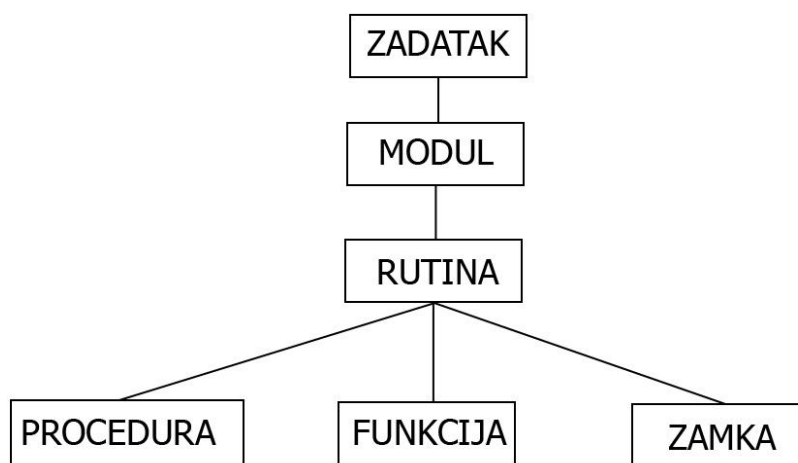 ZADATAK
MODUL
RUTINA
PROCEDURA
FUNKCIJA
ZAMKA